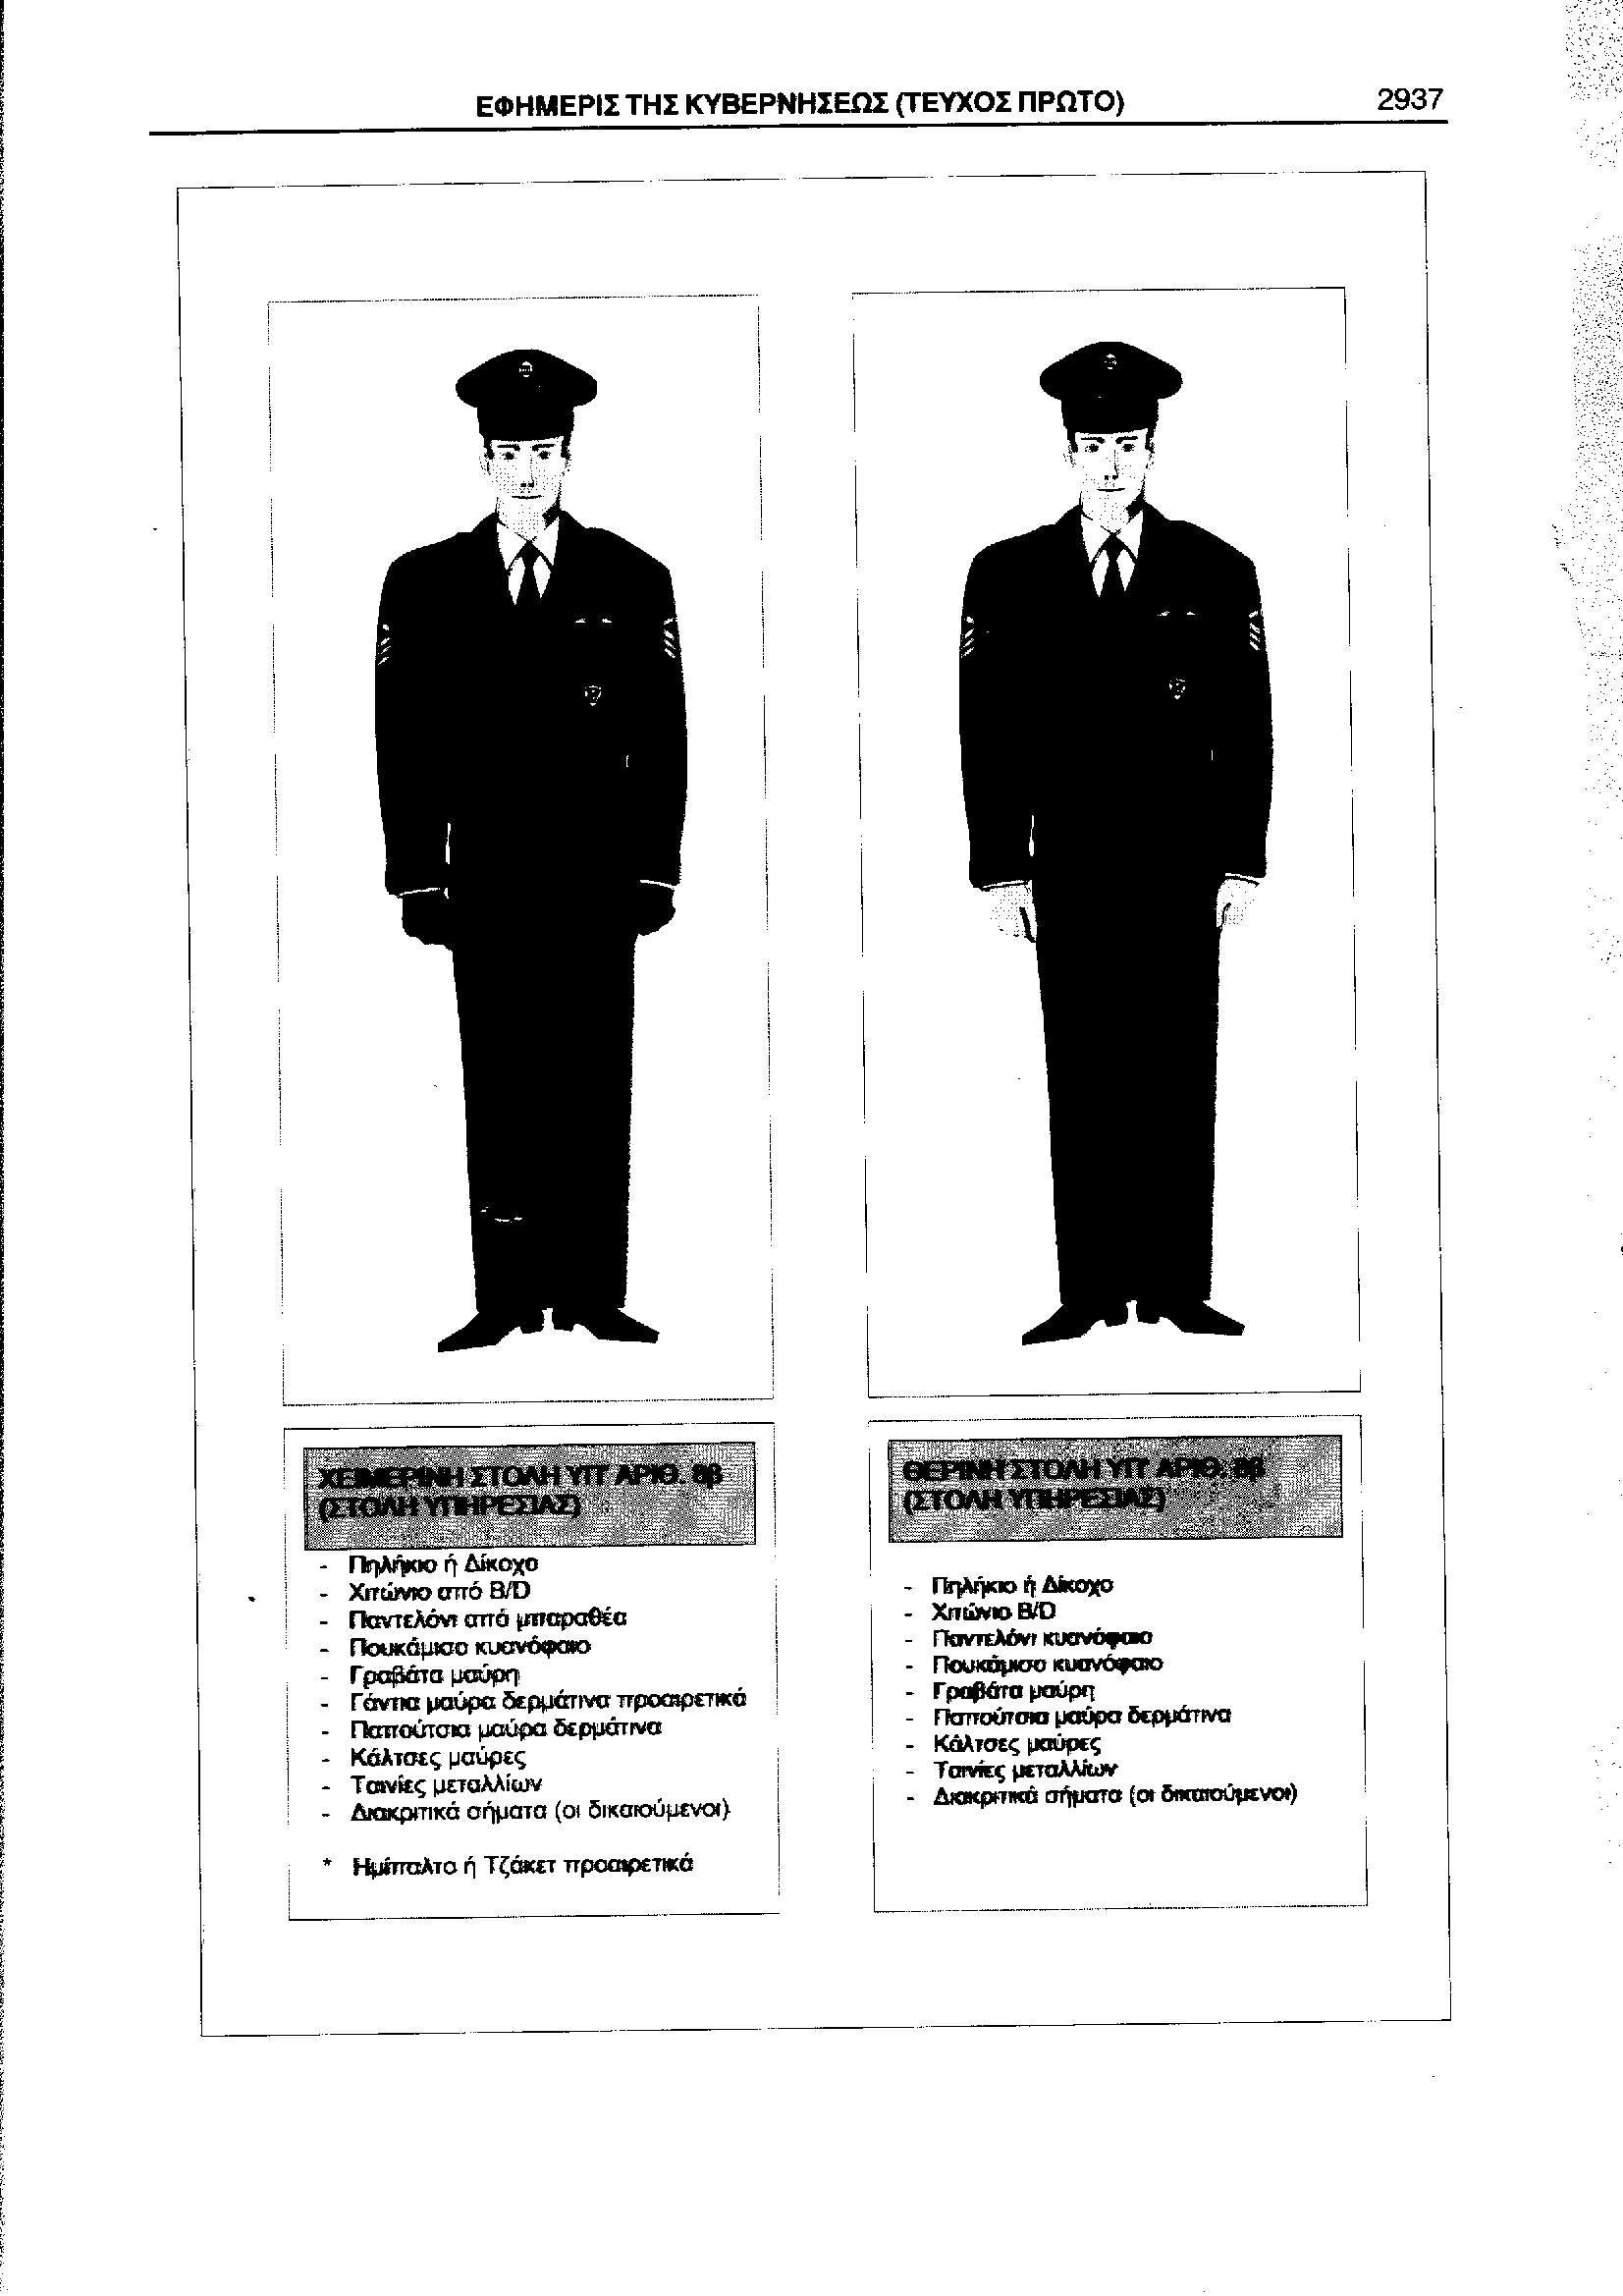 ΕΦΗΜΕΡΙΣ ΤΗΣ ΚΥΒΕΡΝΗΣΕΩΣ (ΤΕΥΧΟΣ ΠΡΩΤΟ)
2937
ΧΕΙΜΕΡΙΝΗ ΣΤΟΛΗ ΥΠ' ΑΡΙΘ. 8β
(ΣΤΟΛΗ ΥΠΗΡΕΣΙΑΣ)
- Πηλήκιο ή Δίκοχο
- Χιτώνιο από B/D
- Παντελόνι από μπαραθέα
- Πουκάμισο κυανόφαιο
- Γραβάτα μαύρη
- Γάντια μαύρα δερμάτινα προαιρετικά
- Παπούτσια μαύρα δερμάτινα
- Κάλτσες μαύρες
- Ταινίες μεταλλίων
- Διακριτικά σήματα (οι δικαιούμενοι)
* Ημίπαλτο ή Τζάκετ προαιρετικά
ΘΕΡΙΝΗ ΣΤΟΛΗ ΥΠ' ΑΡΙΘ. 8β
(ΣΤΟΛΗ ΥΠΗΡΕΣΙΑΣ)
- Πηλήκιο ή Δίκοχο
- Χιτώνιο B/D
- Παντελόνι κυανόφαιο
- Πουκάμισο κυανόφαιο
- Γραβάτα μαύρη
- Παπούτσια μαύρα δερμάτινα
- Κάλτσες μαύρες
- Ταινίες μεταλλίων
- Διακριτικά σήματα (οι δικαιούμενοι)